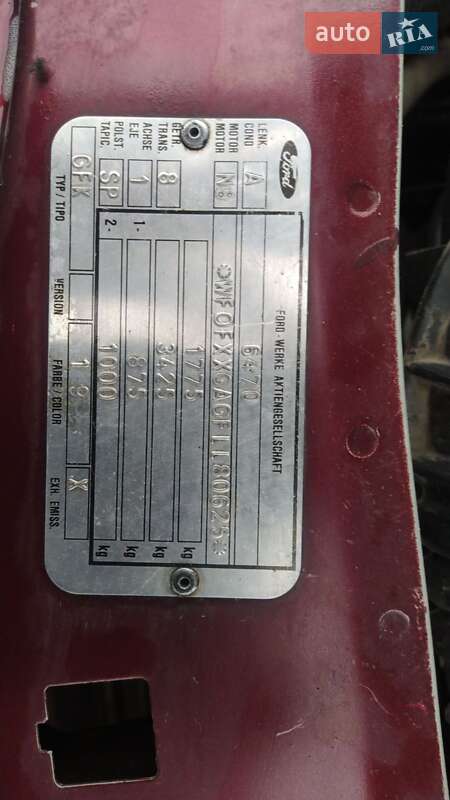 auto RIA
.com
Ford
FORD - WERKE AKTIENGESELLSCHAFT
6470
WF0FXXGAGFLL80625
1775 kg
3425 kg
1- 875 kg
2- 1000 kg
LENK. COND
A
MOTOR MOTOR
N
GETR. TRANS.
8
ACHSE EJE
1
POLST. TAPIC.
SP
GFK
X
TYP / TIPO
VERSION
FARBE / COLOR
EXH. EMISS.